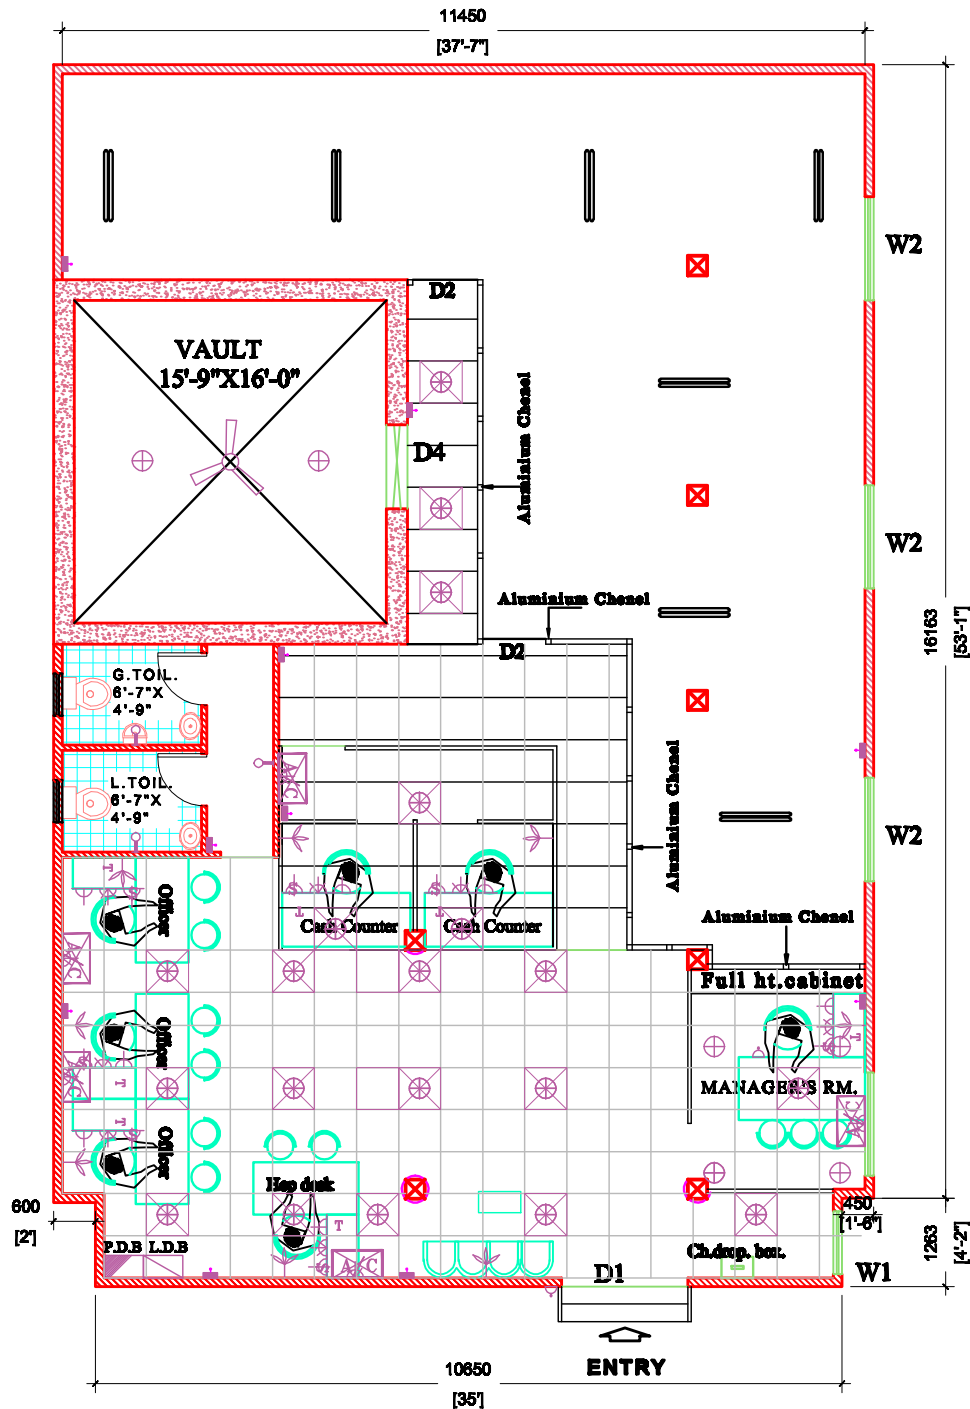 11450
[37'-7"]
W2
D2
VAULT
15'-9"X16'-0"
Aluminium Chenel
D4
W2
Aluminium Chenel
16163
[53'-1"]
D2
G.TOIL.
6'-7"X
4'-9"
A/C
L.TOIL.
6'-7"X
4'-9"
Aluminium Chenel
W2
T
S
Officer
S
T
S
T
Cash Counter
Cash Counter
Aluminium Chenel
A/C
Full ht.cabinet
Officer
T
S
A/C
T
MANAGER'S RM.
A/C
T
S
Officer
Hep desk
600
[2']
450
[1'-6"]
P.D.B L.D.B
T
S
A/C
Ch.drop. box.
1263
[4'-2"]
D1
W1
ENTRY
10650
[35']